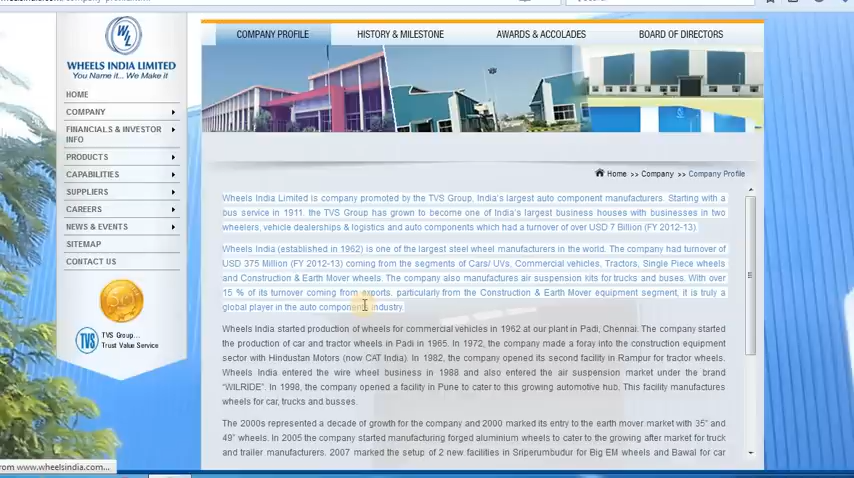 WHEELS INDIA LIMITED
You Name it... We Make it
HOME
COMPANY
FINANCIALS & INVESTOR
INFO
PRODUCTS
CAPABILITIES
SUPPLIERS
CAREERS
NEWS & EVENTS
SITEMAP
CONTACT US
TVS Group...
Trust Value Service
TVS
COMPANY PROFILE HISTORY & MILESTONE AWARDS & ACCOLADES BOARD OF DIRECTORS
Home >> Company >> Company Profile
Wheels India Limited is company promoted by the TVS Group, India's largest auto component manufacturers. Starting with a
bus service in 1911, the TVS Group has grown to become one of India's largest business houses with businesses in two
wheelers, vehicle dealerships & logistics and auto components which had a turnover of over USD 7 Billion (FY 2012-13).
Wheels India (established in 1962) is one of the largest steel wheel manufacturers in the world. The company had turnover of
USD 375 Million (FY 2012-13) coming from the segments of Cars/ UVs, Commercial vehicles, Tractors, Single Piece wheels
and Construction & Earth Mover wheels. The company also manufactures air suspension kits for trucks and buses. With over
15 % of its turnover coming from exports, particularly from the Construction & Earth Mover equipment segment, it is truly a
global player in the auto component industry.
Wheels India started production of wheels for commercial vehicles in 1962 at our plant in Padi, Chennai. The company started
the production of car and tractor wheels in Padi in 1965. In 1972, the company made a foray into the construction equipment
sector with Hindustan Motors (now CAT India). In 1982, the company opened its second facility in Rampur for tractor wheels.
Wheels India entered the wire wheel business in 1988 and also entered the air suspension market under the brand
"WILRIDE". In 1998, the company opened a facility in Pune to cater to this growing automotive hub. This facility manufactures
wheels for car, trucks and busses.
The 2000s represented a decade of growth for the company and 2000 marked its entry to the earth mover market with 35" and
49" wheels. In 2005 the company started manufacturing forged aluminium wheels to cater to the growing after market for truck
and trailer manufacturers. 2007 marked the setup of 2 new facilities in Sriperumbudur for Big EM wheels and Bawal for car
from www.wheelsindia.com...